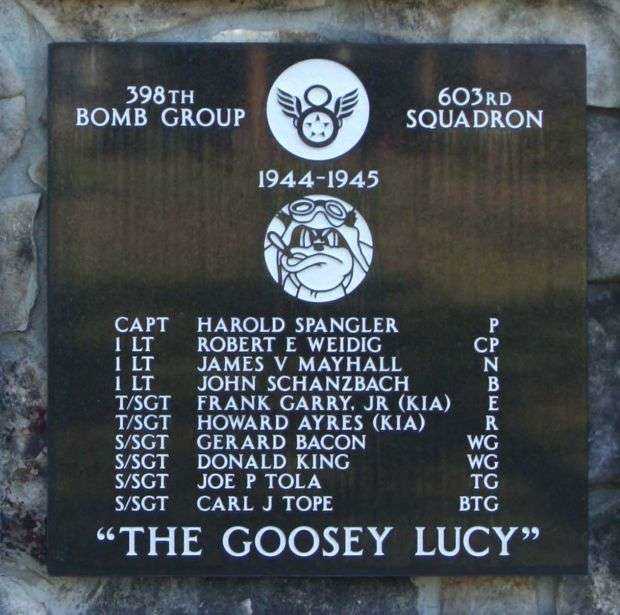 398TH
BOMB GROUP
8
603RD
SQUADRON
1944-1945
CAPT HAROLD SPANGLER P
1 LT ROBERT E WEIDIG CP
1 LT JAMES V MAYHALL N
1 LT JOHN SCHANZBACH B
T/SGT FRANK GARRY, JR (KIA) E
T/SGT HOWARD AYRES (KIA) R
S/SGT GERARD BACON WG
S/SGT DONALD KING WG
S/SGT JOE P TOLA TG
S/SGT CARL J TOPE BTG
"THE GOOSEY LUCY"